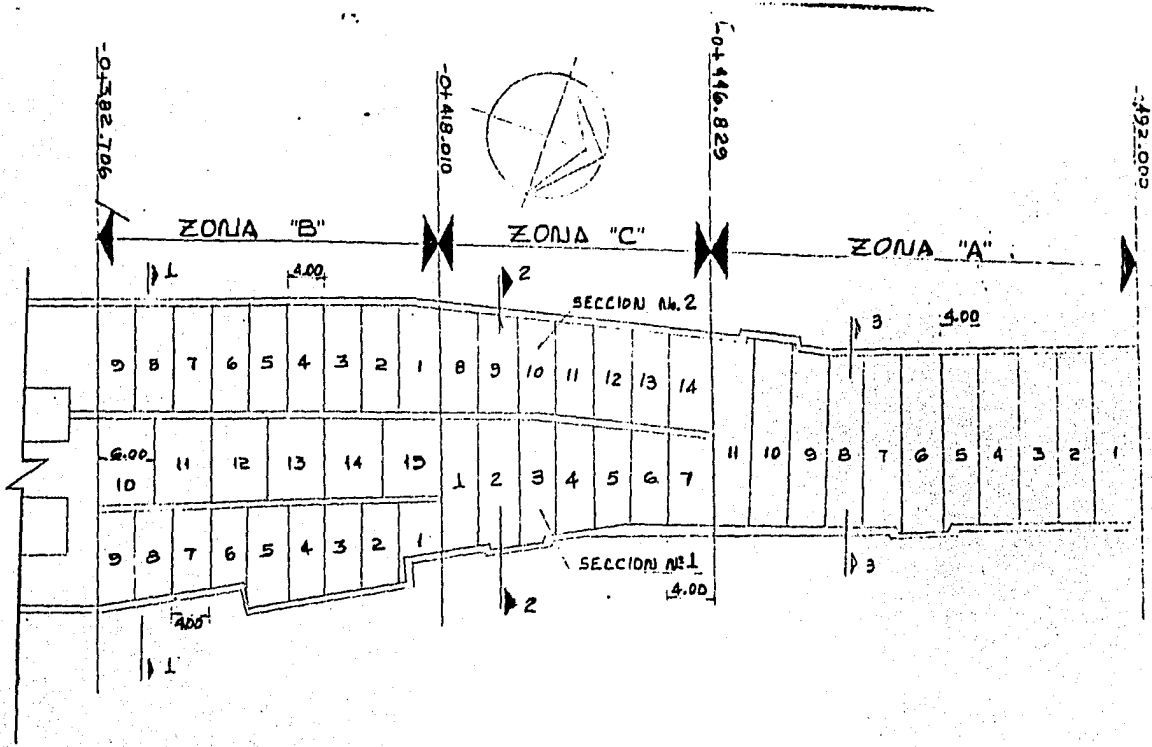 -0+382.706
-0+418.010
-0+446.829
-492.000
ZONA "B"
ZONA "C"
ZONA "A"
1
4.00
2
SECCION No. 2
3
4.00
9 8 7 6 5 4 3 2 1 8 9 10 11 12 13 14
11 10 9 8 7 6 5 4 3 2 1
6.00
10 11 12 13 14 15
1 2 3 4 5 6 7
9 8 7 6 5 4 3 2 1
SECCION Nº 1
3
4.00
2
4.00
1